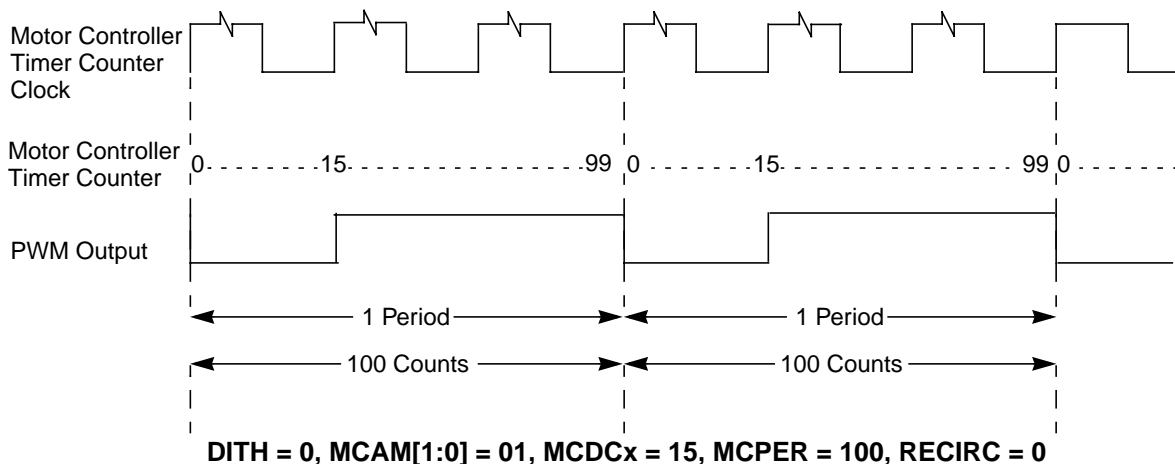 Motor Controller
Timer Counter
Clock
Motor Controller
Timer Counter
0 15 99 0 15 99 0
PWM Output
1 Period 1 Period
100 Counts 100 Counts
DITH = 0, MCAM[1:0] = 01, MCDCx = 15, MCPER = 100, RECIRC = 0